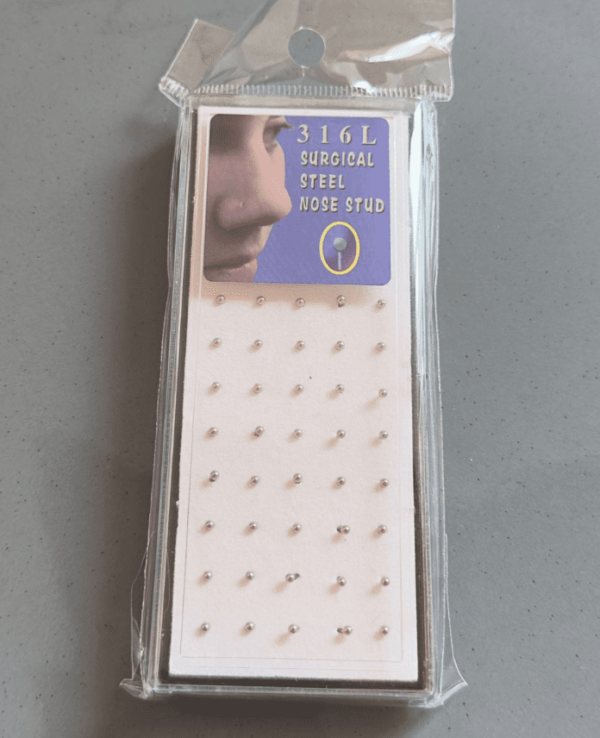 316L
SURGICAL
STEEL
NOSE STUD